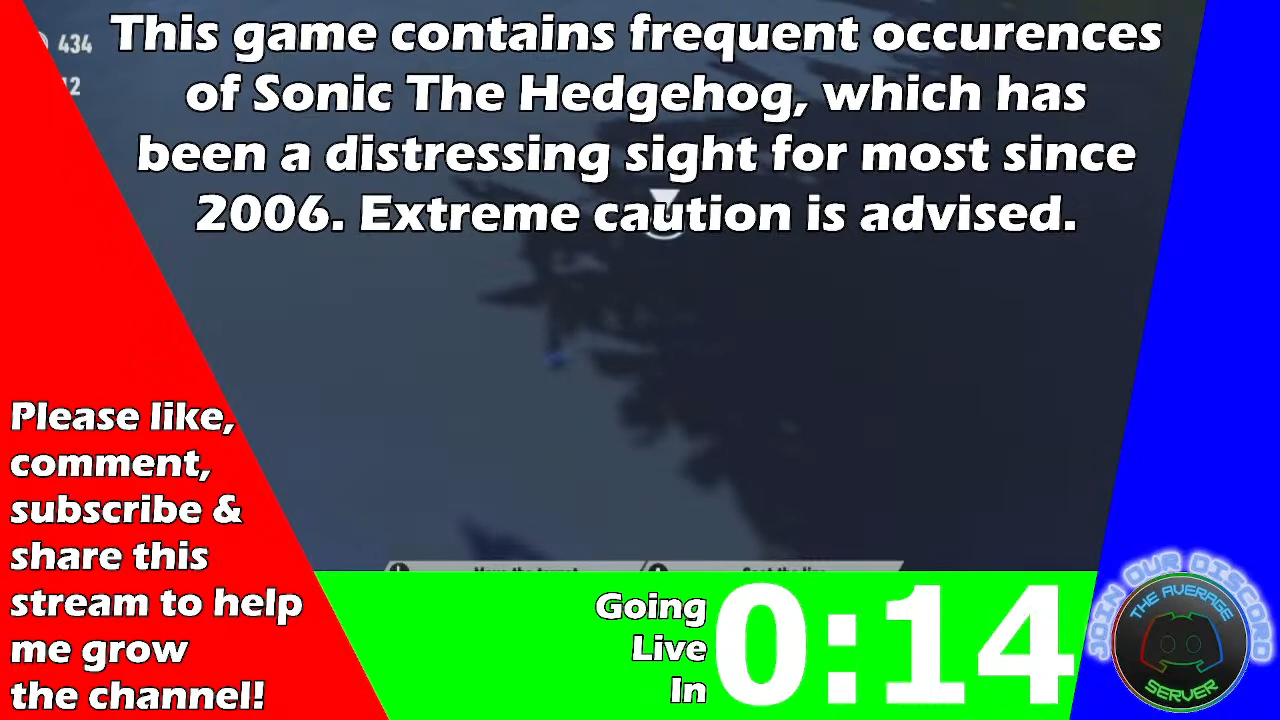 434
12
This game contains frequent occurences
of Sonic The Hedgehog, which has
been a distressing sight for most since
2006. Extreme caution is advised.
Please like,
comment,
subscribe &
share this
stream to help
me grow
the channel!
Going
Live
In
0:14
JOIN OUR DISCORD
THE AVERAGE
SERVER